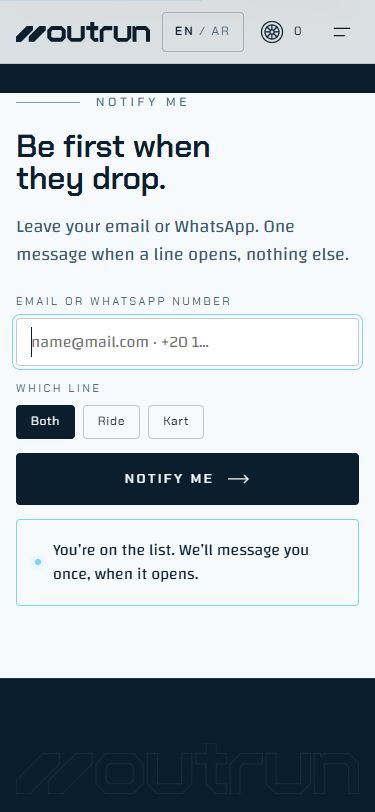 outrun
EN / AR
0
NOTIFY ME
Be first when
they drop.
Leave your email or WhatsApp. One
message when a line opens, nothing else.
EMAIL OR WHATSAPP NUMBER
name@mail.com · +20 1…
WHICH LINE
Both
Ride
Kart
NOTIFY ME
You’re on the list. We’ll message you
once, when it opens.
outrun